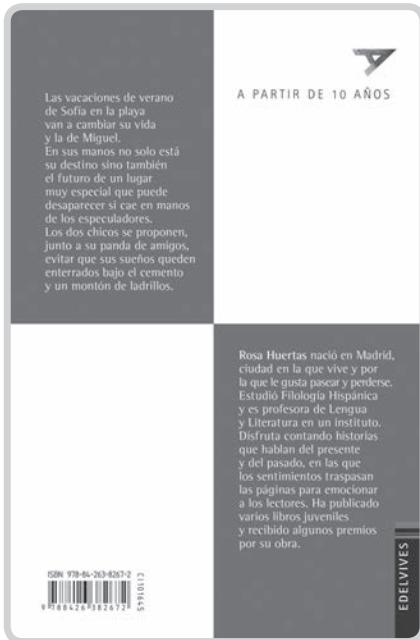 Las vacaciones de verano
de Sofía en la playa
van a cambiar su vida
y la de Miguel.
En sus manos no solo está
su destino sino también
el futuro de un lugar
muy especial que puede
desaparecer si cae en manos
de los especuladores.
Los dos chicos se proponen,
junto a su panda de amigos,
evitar que sus sueños queden
enterrados bajo el cemento
y un montón de ladrillos.
A PARTIR DE 10 AÑOS
Rosa Huertas nació en Madrid,
ciudad en la que vive y por
la que le gusta pasear y perderse.
Estudió Filología Hispánica
y es profesora de Lengua
y Literatura en un instituto.
Disfruta contando historias
que hablan del presente
y del pasado, en las que
los sentimientos traspasan
las páginas para emocionar
a los lectores. Ha publicado
varios libros juveniles
y recibido algunos premios
por su obra.
ISBN 978-84-263-8267-2
9 788426 382672
EDELVIVES